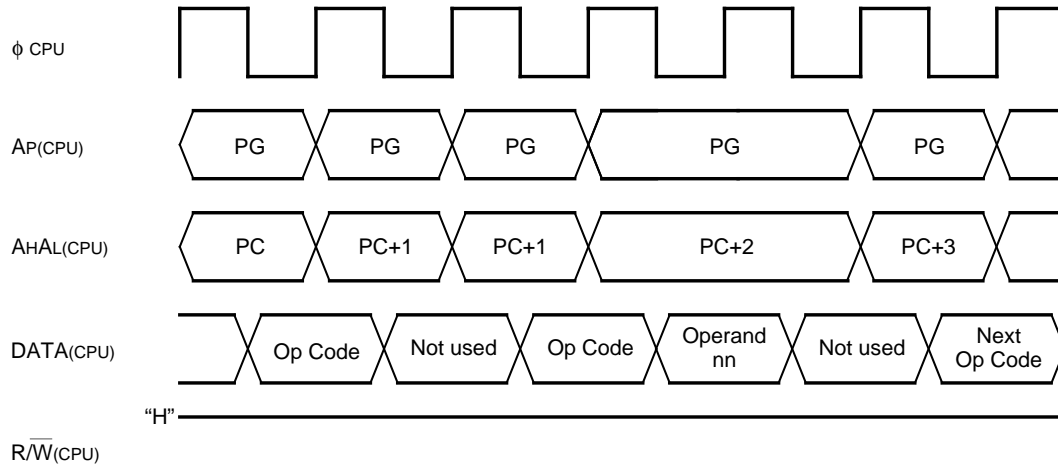 ϕ CPU
AP(CPU) PG PG PG PG PG
AHAL(CPU) PC PC+1 PC+1 PC+2 PC+3
DATA(CPU) Op Code Not used Op Code Operand nn Not used Next Op Code
“H”
R/W̅(CPU)